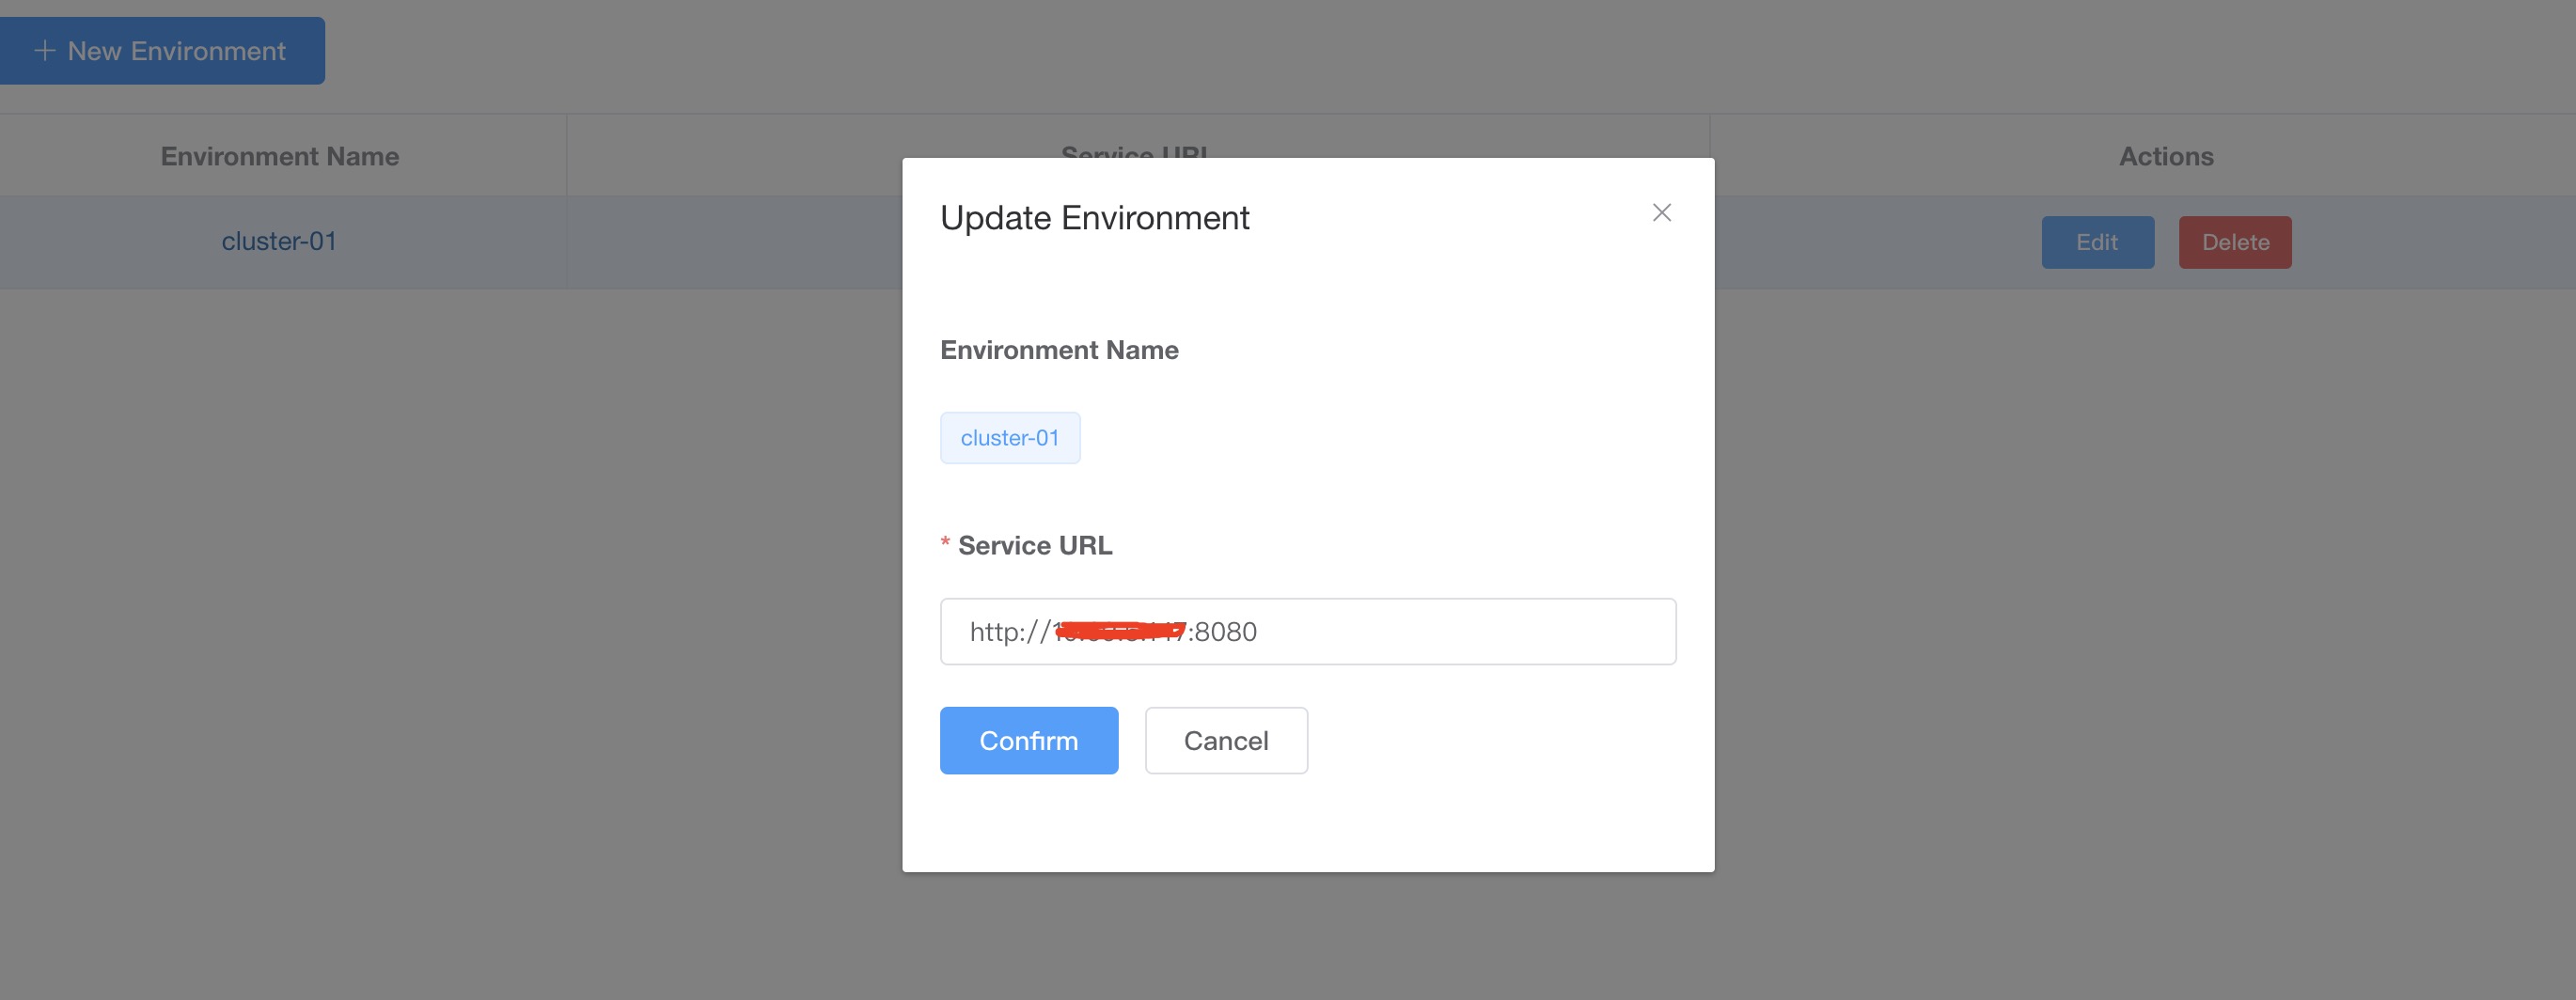 + New Environment
Environment Name Service URL Actions
cluster-01 Edit Delete
Update Environment
Environment Name
cluster-01
* Service URL
http:// :8080
Confirm Cancel